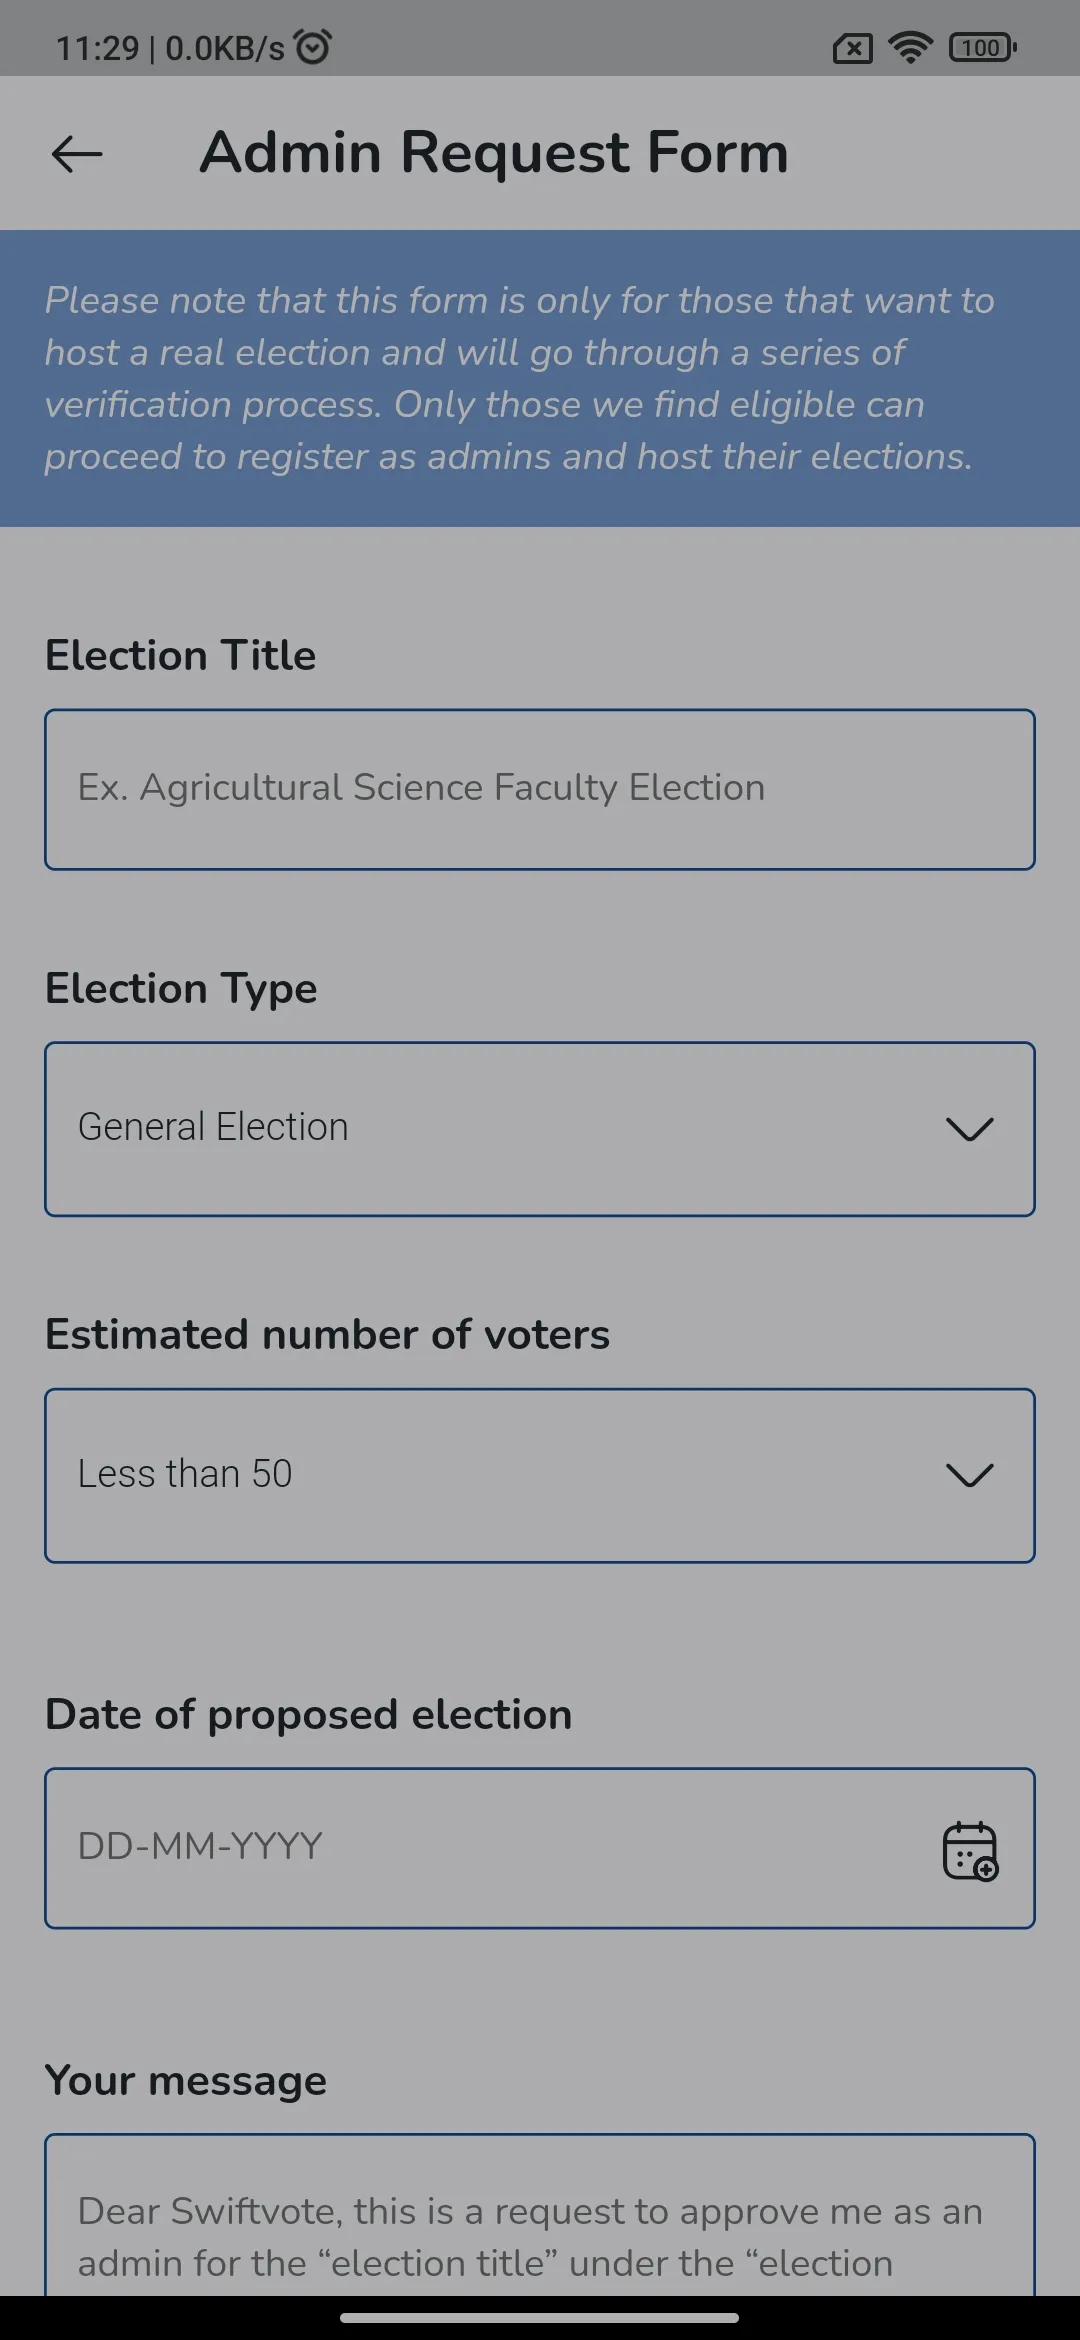 11:29 | 0.0KB/s
100
Admin Request Form
Please note that this form is only for those that want to
host a real election and will go through a series of
verification process. Only those we find eligible can
proceed to register as admins and host their elections.
Election Title
Ex. Agricultural Science Faculty Election
Election Type
General Election
Estimated number of voters
Less than 50
Date of proposed election
DD-MM-YYYY
Your message
Dear Swiftvote, this is a request to approve me as an
admin for the “election title” under the “election